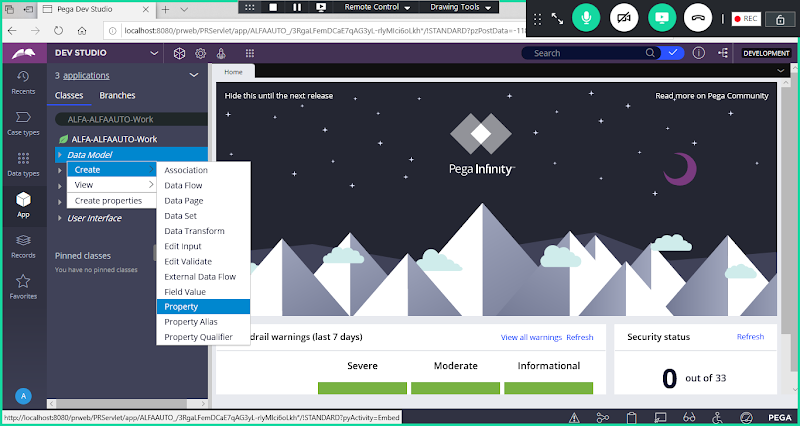 Pega Dev Studio
Remote Control
Drawing Tools
REC
localhost:8080/prweb/PRServlet/app/ALFAAUTO_/3RgaLFemDCaE7qAG3yL-rlyMlci6oLkh*/!STANDARD?pzPostData=-118
DEV STUDIO
Search
DEVELOPMENT
Recents
Case types
Data types
App
Records
Favorites
A
3 applications
Classes
Branches
ALFA-ALFAAUTO-Work
ALFA-ALFAAUTO-Work
Data Model
Create
View
Create properties
User Interface
Pinned classes
You have no pinned classes
Association
Data Flow
Data Page
Data Set
Data Transform
Edit Input
Edit Validate
External Data Flow
Field Value
Property
Property Alias
Property Qualifier
Home
Hide this until the next release
Read more on Pega Community
Pega Infinity™
drail warnings (last 7 days)
View all warnings
Refresh
Severe
Moderate
Informational
Security status
Refresh
0 out of 33
http://localhost:8080/prweb/PRServlet/app/ALFAAUTO_/3RgaLFemDCaE7qAG3yL-rlyMlci6oLkh*/!STANDARD?pyActivity=Embed
PEGA